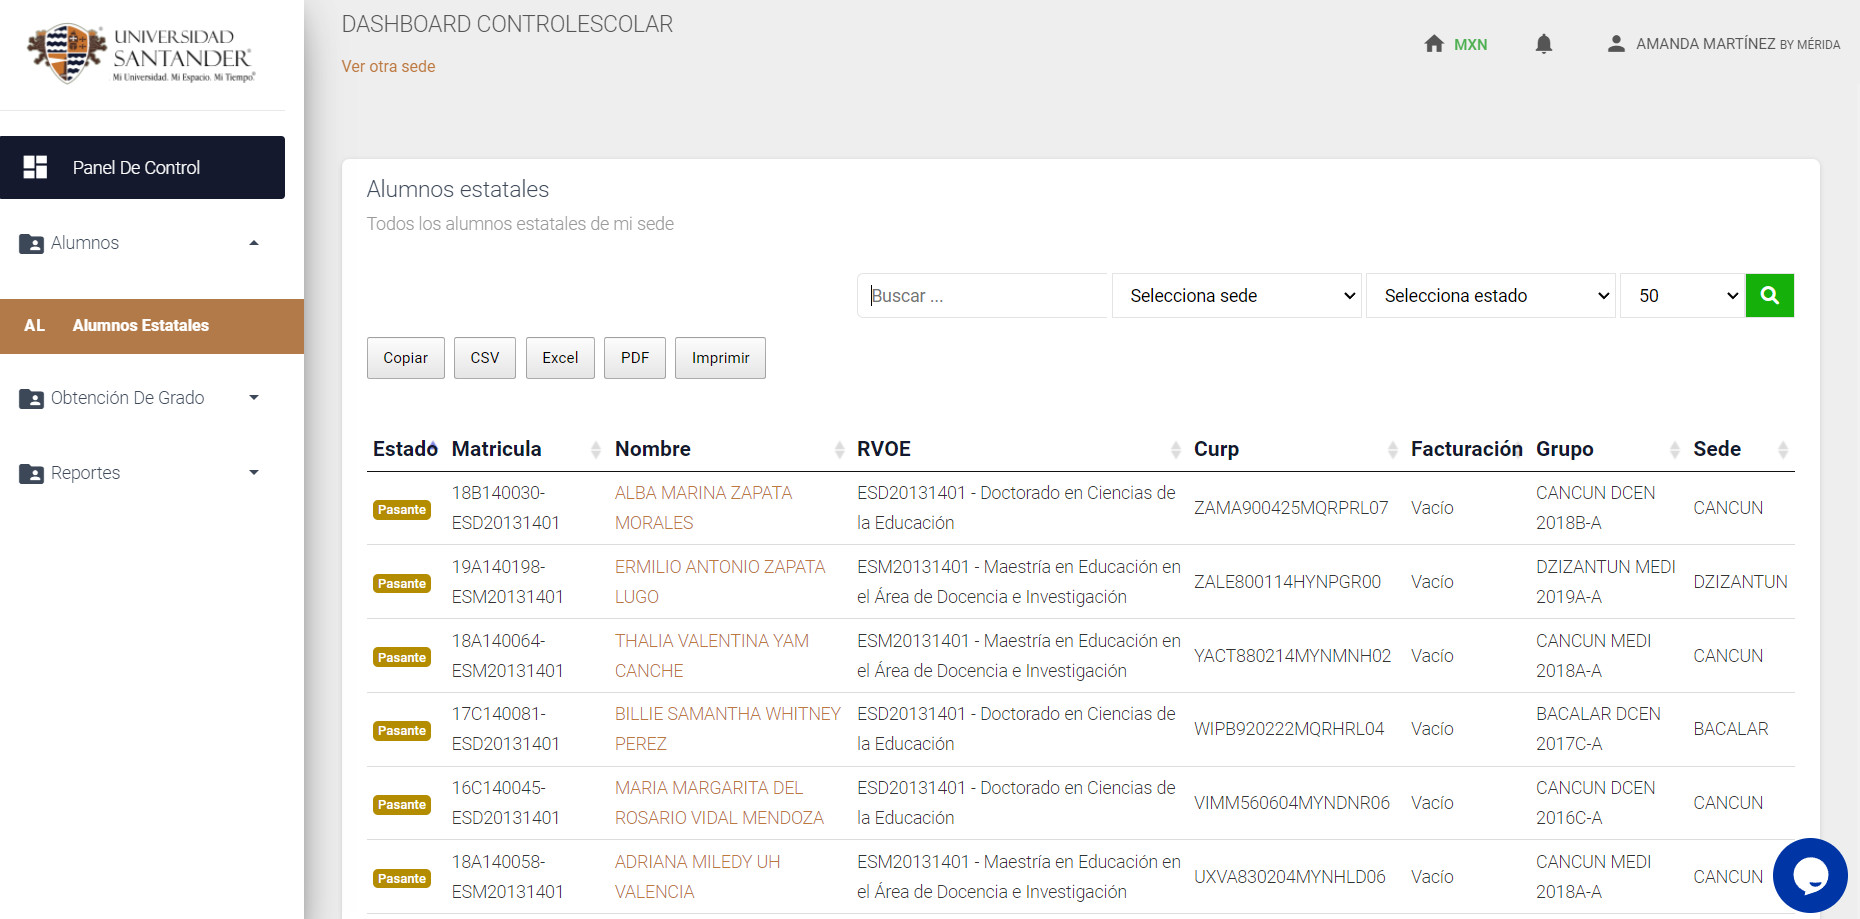 UNIVERSIDAD
SANTANDER
Mi Universidad. Mi Espacio. Mi Tiempo.
DASHBOARD CONTROLESCOLAR
Ver otra sede
MXN
AMANDA MARTÍNEZ BY MÉRIDA
Panel De Control
Alumnos
AL Alumnos Estatales
Obtención De Grado
Reportes
Alumnos estatales
Todos los alumnos estatales de mi sede
Buscar ... Selecciona sede Selecciona estado 50
Copiar CSV Excel PDF Imprimir
Estado Matricula Nombre RVOE Curp Facturación Grupo Sede
18B140030- ALBA MARINA ZAPATA ESD20131401 - Doctorado en Ciencias de CANCUN DCEN
Pasante ZAMA900425MQRPRL07 Vacío CANCUN
ESD20131401 MORALES la Educación 2018B-A
19A140198- ERMILIO ANTONIO ZAPATA ESM20131401 - Maestría en Educación en DZIZANTUN MEDI
Pasante ZALE800114HYNPGR00 Vacío DZIZANTUN
ESM20131401 LUGO el Área de Docencia e Investigación 2019A-A
18A140064- THALIA VALENTINA YAM ESM20131401 - Maestría en Educación en CANCUN MEDI
Pasante YACT880214MYNMNH02 Vacío CANCUN
ESM20131401 CANCHE el Área de Docencia e Investigación 2018A-A
17C140081- BILLIE SAMANTHA WHITNEY ESD20131401 - Doctorado en Ciencias de BACALAR DCEN
Pasante WIPB920222MQRHRL04 Vacío BACALAR
ESD20131401 PEREZ la Educación 2017C-A
16C140045- MARIA MARGARITA DEL ESD20131401 - Doctorado en Ciencias de CANCUN DCEN
Pasante VIMM560604MYNDNR06 Vacío CANCUN
ESD20131401 ROSARIO VIDAL MENDOZA la Educación 2016C-A
18A140058- ADRIANA MILEDY UH ESM20131401 - Maestría en Educación en CANCUN MEDI
Pasante UXVA830204MYNHLD06 Vacío CANCUN
ESM20131401 VALENCIA el Área de Docencia e Investigación 2018A-A